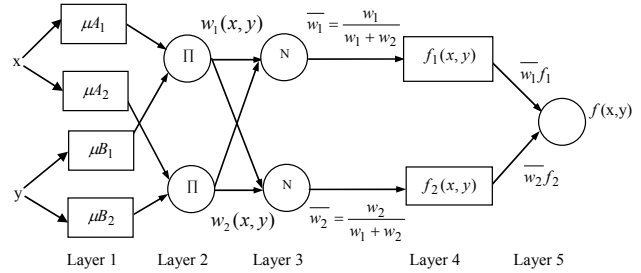 μA₁
w₁(x, y)
w̅₁ = w₁ / (w₁ + w₂)
x
Π
N
f₁(x, y)
w̅₁f₁
μA₂
f(x,y)
μB₁
y
Π
N
f₂(x, y)
w̅₂f₂
μB₂
w₂(x, y)
w̅₂ = w₂ / (w₁ + w₂)
Layer 1 Layer 2 Layer 3 Layer 4 Layer 5